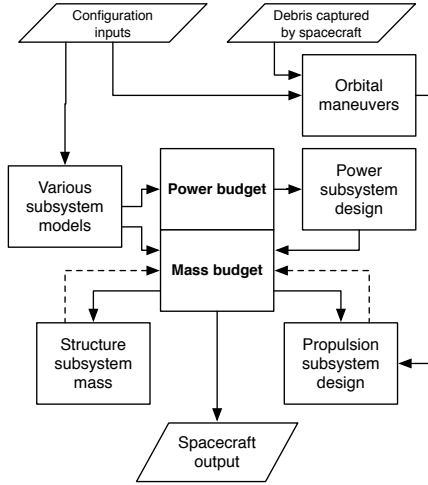 Configuration
inputs
Debris captured
by spacecraft
Orbital
maneuvers
Various
subsystem
models
Power budget
Power
subsystem
design
Mass budget
Structure
subsystem
mass
Propulsion
subsystem
design
Spacecraft
output